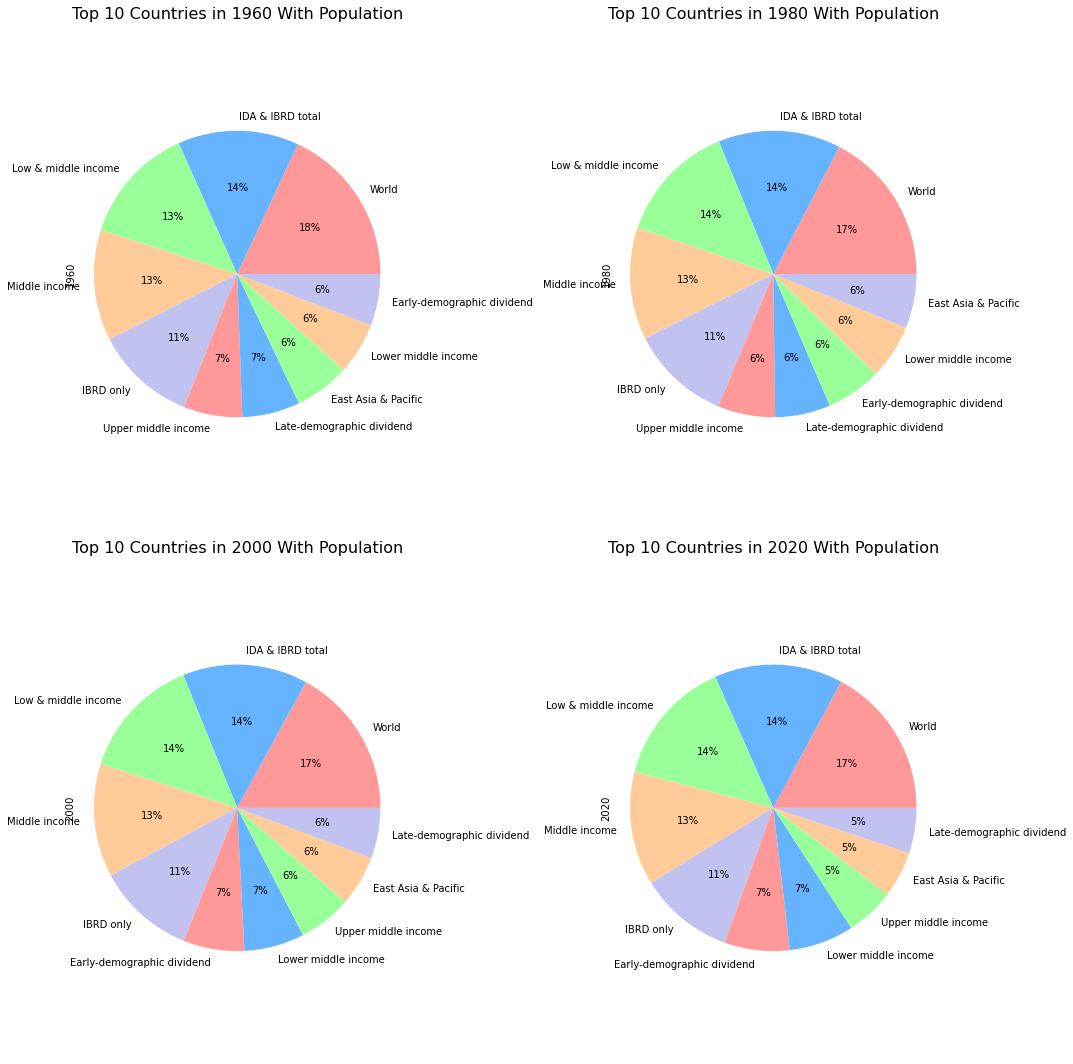 Top 10 Countries in 1960 With Population
IDA & IBRD total
Low & middle income
World
14%
13%
18%
Middle income
1960
13%
6%
Early-demographic dividend
6%
11%
6%
Lower middle income
7%
7%
IBRD only
East Asia & Pacific
Upper middle income
Late-demographic dividend
Top 10 Countries in 1980 With Population
IDA & IBRD total
Low & middle income
World
14%
14%
17%
Middle income
1980
13%
6%
East Asia & Pacific
6%
11%
6%
Lower middle income
6%
6%
IBRD only
Early-demographic dividend
Upper middle income
Late-demographic dividend
Top 10 Countries in 2000 With Population
IDA & IBRD total
Low & middle income
World
14%
14%
17%
Middle income
2000
13%
6%
Late-demographic dividend
6%
11%
6%
East Asia & Pacific
7%
7%
IBRD only
Upper middle income
Early-demographic dividend
Lower middle income
Top 10 Countries in 2020 With Population
IDA & IBRD total
Low & middle income
World
14%
14%
17%
Middle income
2020
13%
5%
Late-demographic dividend
5%
11%
5%
East Asia & Pacific
7%
7%
IBRD only
Upper middle income
Early-demographic dividend
Lower middle income